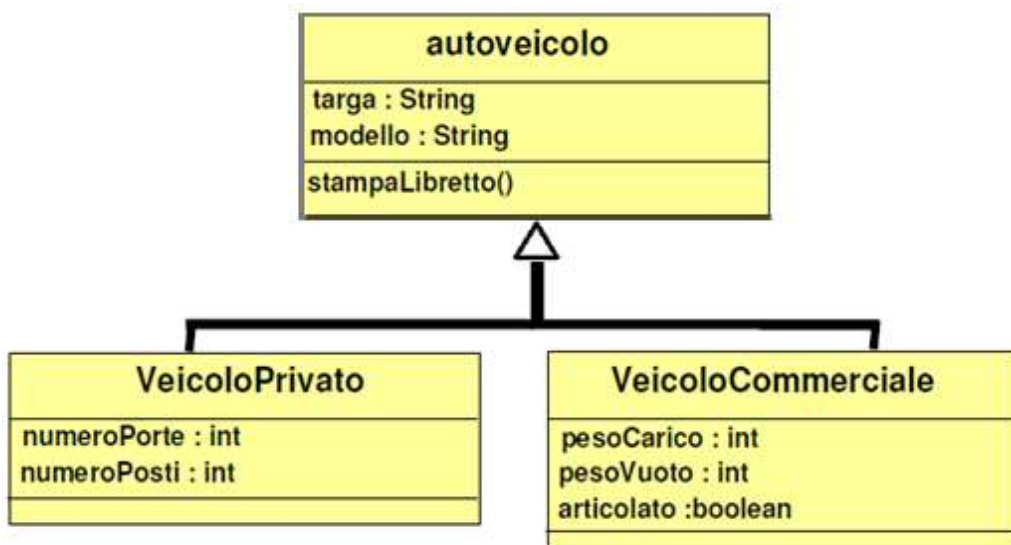 autoveicolo
targa : String
modello : String
stampaLibretto()
VeicoloPrivato
numeroPorte : int
numeroPosti : int
VeicoloCommerciale
pesoCarico : int
pesoVuoto : int
articolato :boolean